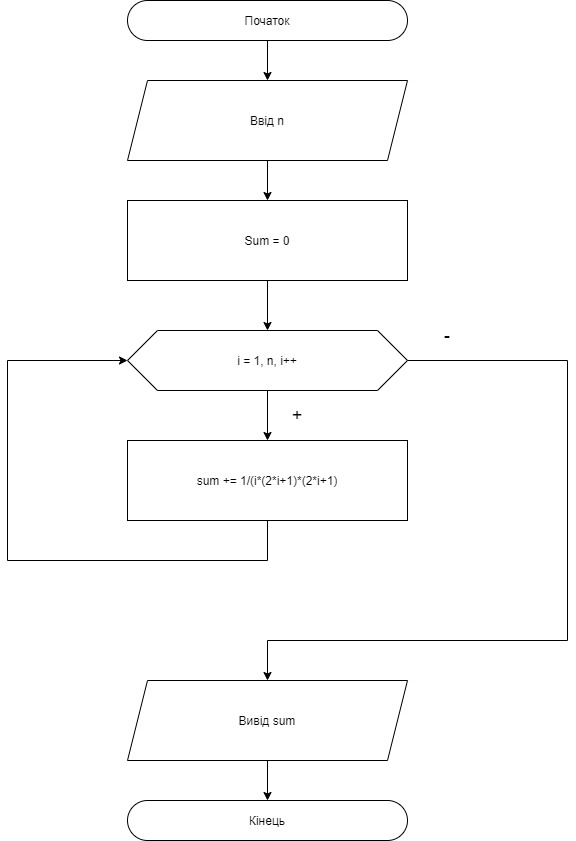 Початок
Ввід n
Sum = 0
i = 1, n, i++
-
+
sum += 1/(i*(2*i+1)*(2*i+1)
Вивід sum
Кінець